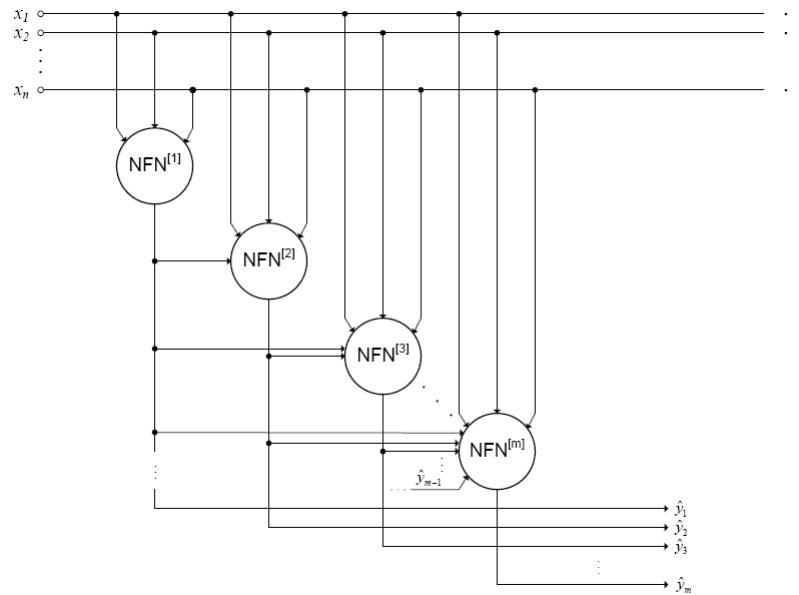 x₁
x₂
xₙ
NFN[1]
NFN[2]
NFN[3]
NFN[m]
ŷₘ₋₁
ŷ₁
ŷ₂
ŷ₃
ŷₘ